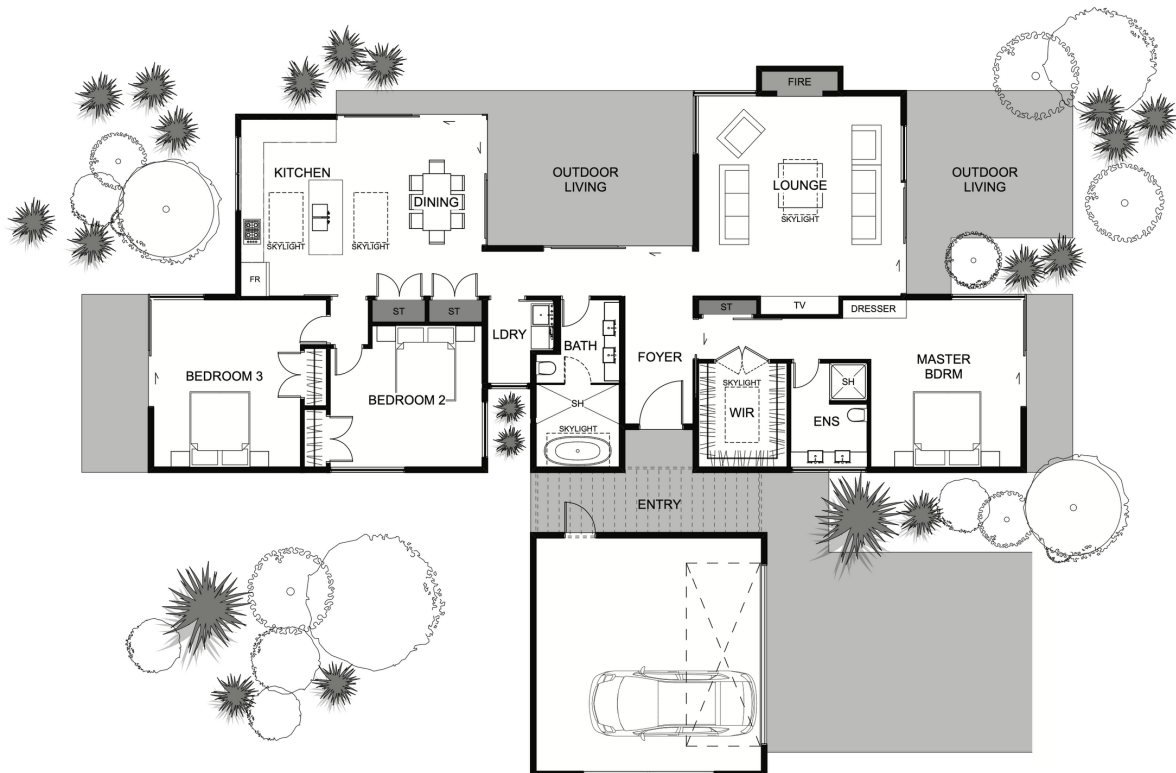 FIRE
KITCHEN
DINING
OUTDOOR
LIVING
LOUNGE
SKYLIGHT
OUTDOOR
LIVING
SKYLIGHT
SKYLIGHT
FR
ST
ST
ST
TV
DRESSER
LDRY
BATH
FOYER
BEDROOM 3
BEDROOM 2
MASTER
BDRM
SKYLIGHT
WIR
SH
ENS
SH
SKYLIGHT
ENTRY